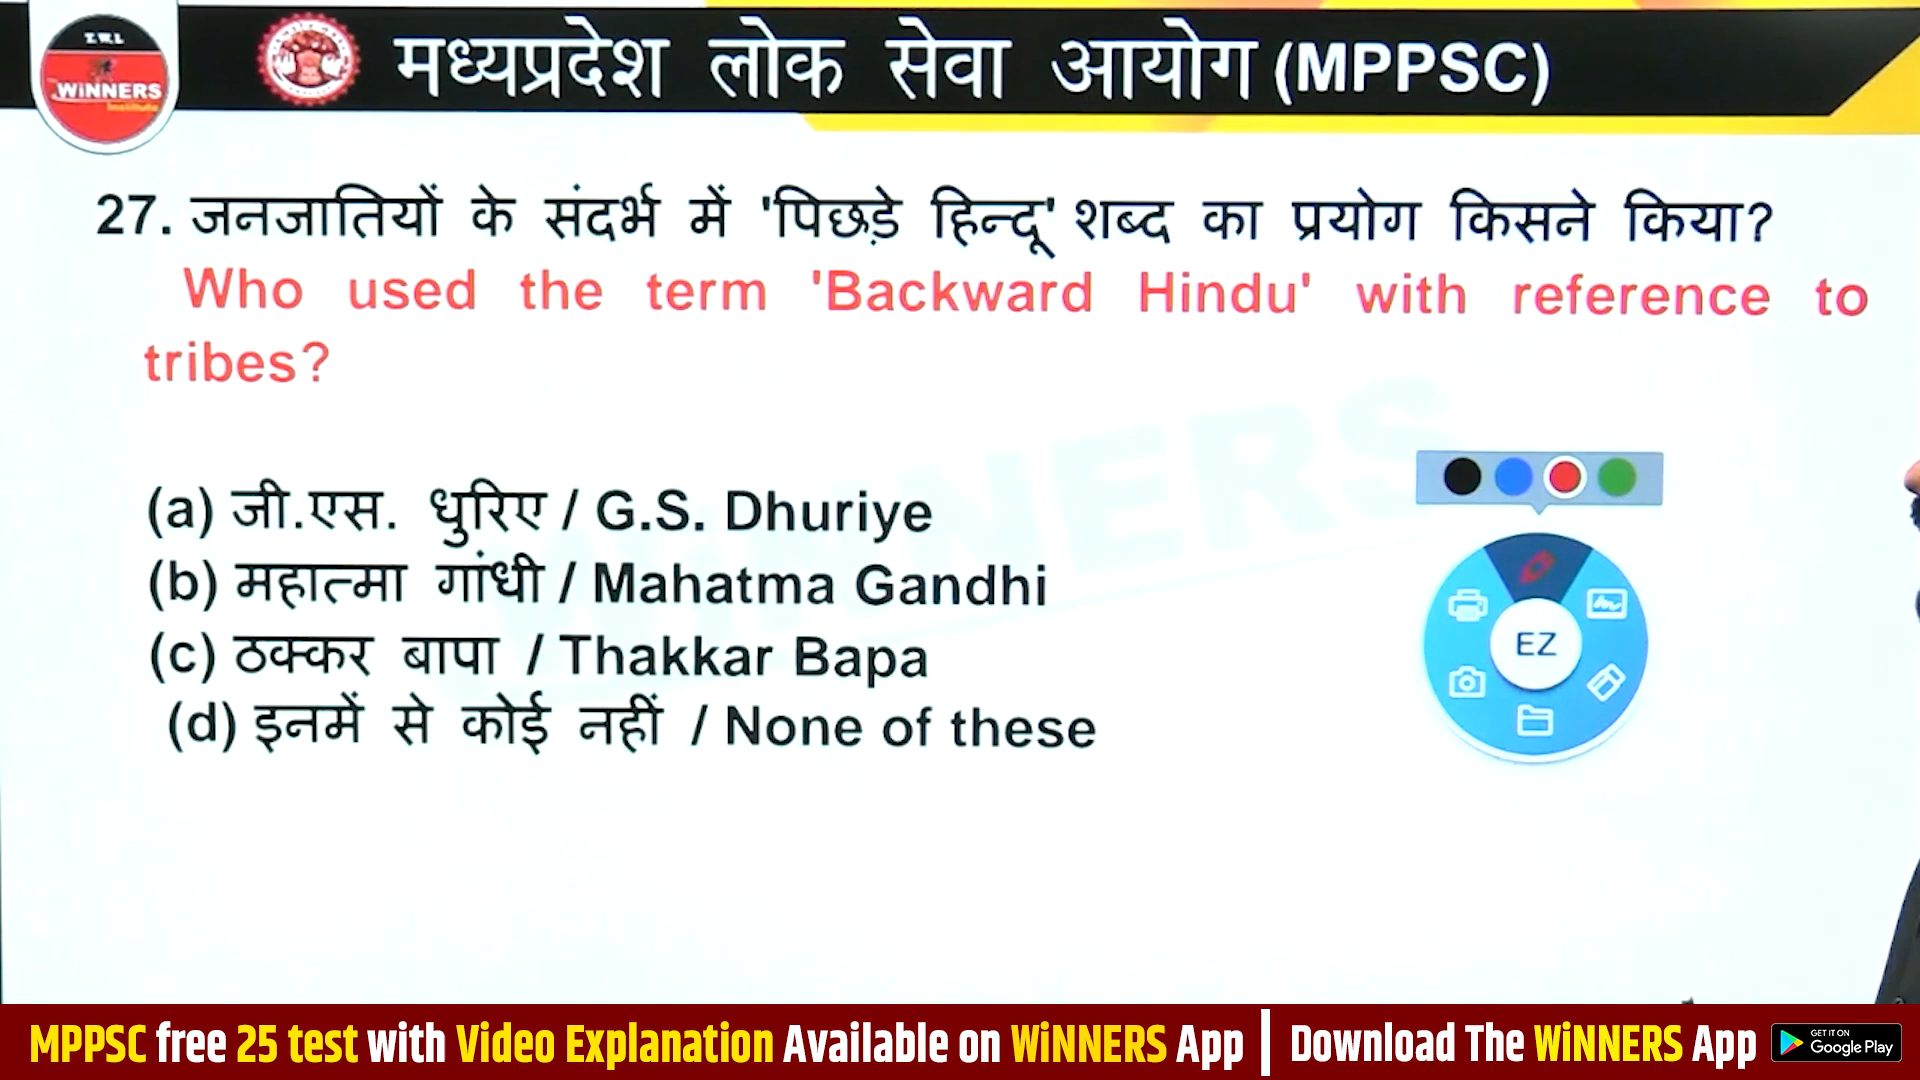 T.W.I.
The WiNNERS
Institute
मध्यप्रदेश लोक सेवा आयोग (MPPSC)
27. जनजातियों के संदर्भ में 'पिछड़े हिन्दू' शब्द का प्रयोग किसने किया?
Who used the term 'Backward Hindu' with reference to
tribes?
WINNERS
(a) जी.एस. धुरिए / G.S. Dhuriye
(b) महात्मा गांधी / Mahatma Gandhi
(c) ठक्कर बापा / Thakkar Bapa
(d) इनमें से कोई नहीं / None of these
EZ
MPPSC free 25 test with Video Explanation Available on WiNNERS App | Download The WiNNERS App
GET IT ON
Google Play